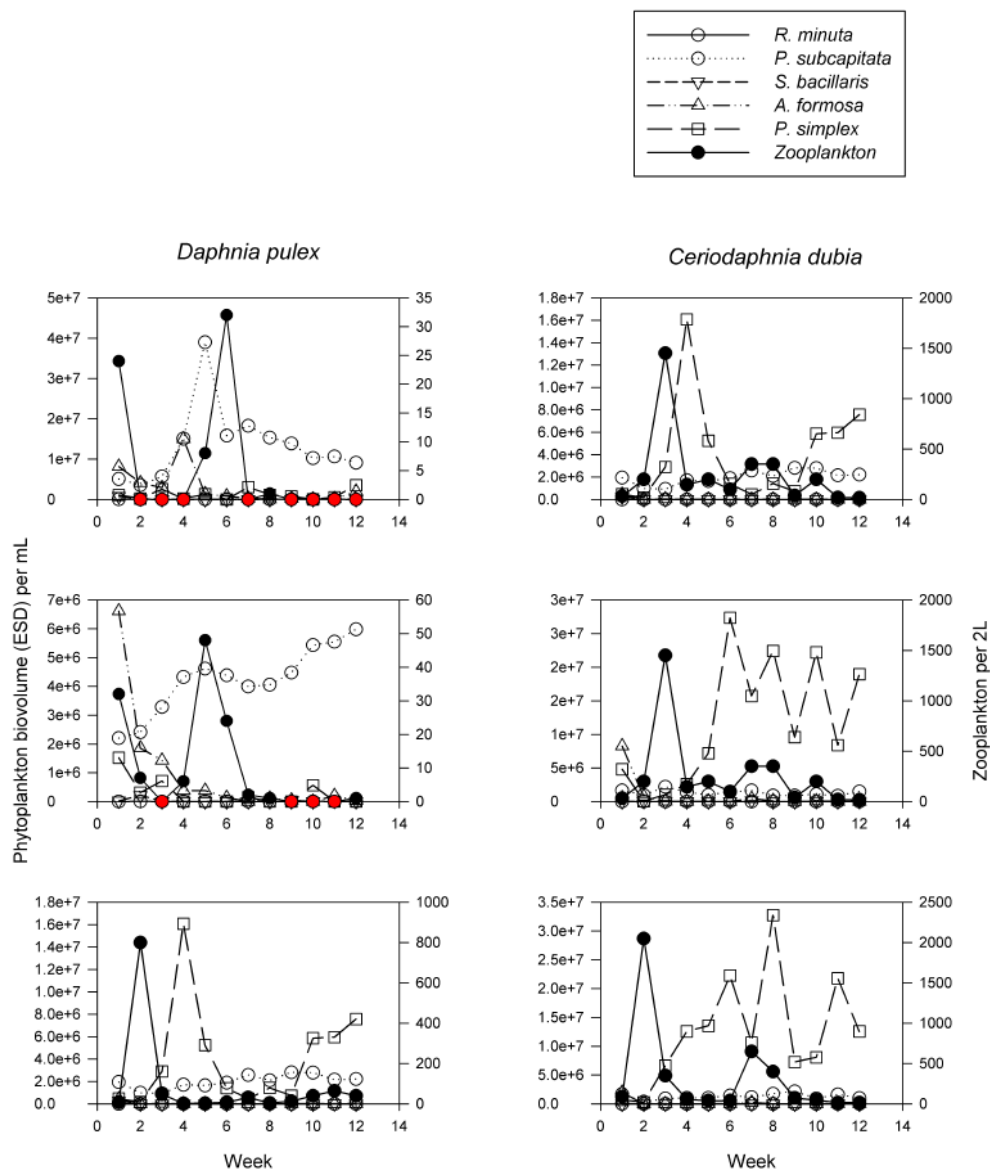 R. minuta
P. subcapitata
S. bacillaris
A. formosa
P. simplex
Zooplankton
Daphnia pulex
Ceriodaphnia dubia
5e+7
4e+7
3e+7
2e+7
1e+7
0
35
30
25
20
15
10
5
0
0 2 4 6 8 10 12 14
1.8e+7
1.6e+7
1.4e+7
1.2e+7
1.0e+7
8.0e+6
6.0e+6
4.0e+6
2.0e+6
0.0
2000
1500
1000
500
0
0 2 4 6 8 10 12 14
Phytoplankton biovolume (ESD) per mL
7e+6
6e+6
5e+6
4e+6
3e+6
2e+6
1e+6
0
60
50
40
30
20
10
0
0 2 4 6 8 10 12 14
3e+7
3e+7
2e+7
2e+7
1e+7
5e+6
0
2000
1500
1000
500
0
0 2 4 6 8 10 12 14
Zooplankton per 2L
1.8e+7
1.6e+7
1.4e+7
1.2e+7
1.0e+7
8.0e+6
6.0e+6
4.0e+6
2.0e+6
0.0
1000
800
600
400
200
0
0 2 4 6 8 10 12 14
Week
3.5e+7
3.0e+7
2.5e+7
2.0e+7
1.5e+7
1.0e+7
5.0e+6
0.0
2500
2000
1500
1000
500
0
0 2 4 6 8 10 12 14
Week